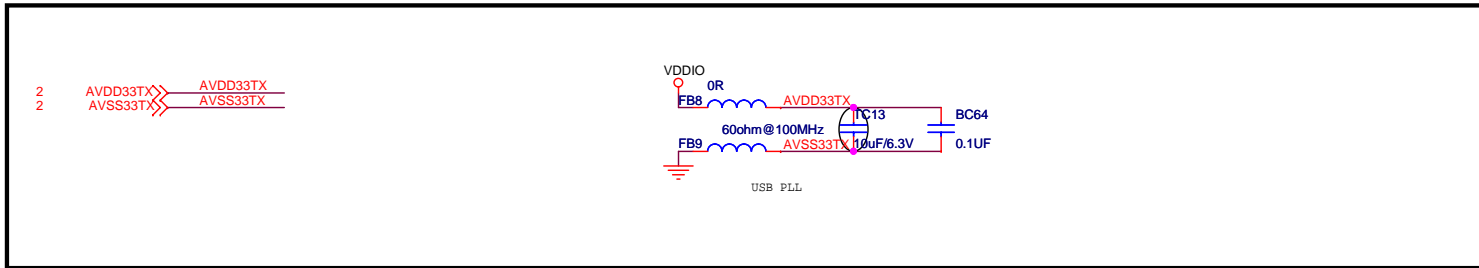 VDDIO
0R
2 AVDD33TX AVDD33TX
2 AVSS33TX AVSS33TX
FB8 AVDD33TX
TC13 BC64
60ohm@100MHz
FB9 AVSS33TX 10uF/6.3V 0.1UF
USB PLL